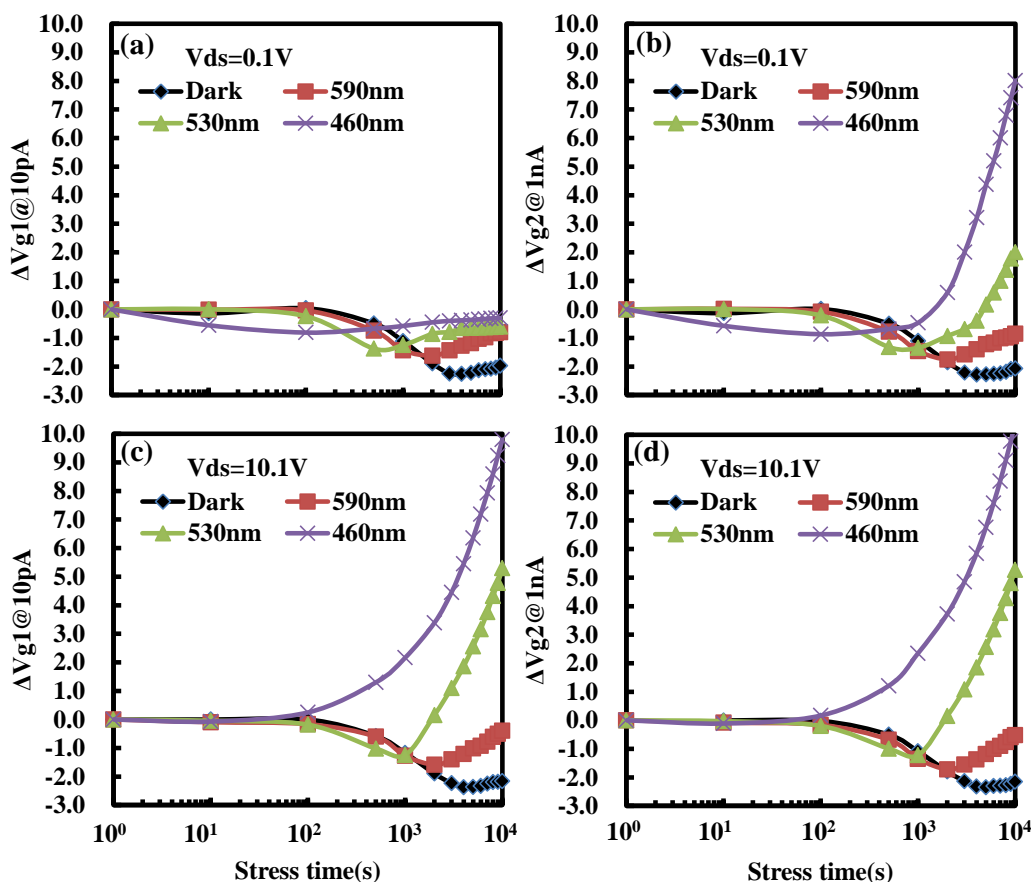 (a)
Vds=0.1V
Dark
590nm
530nm
460nm
ΔVg1@10pA
10.0
9.0
8.0
7.0
6.0
5.0
4.0
3.0
2.0
1.0
0.0
-1.0
-2.0
-3.0
(b)
Vds=0.1V
Dark
590nm
530nm
460nm
ΔVg2@1nA
10.0
9.0
8.0
7.0
6.0
5.0
4.0
3.0
2.0
1.0
0.0
-1.0
-2.0
-3.0
(c)
Vds=10.1V
Dark
590nm
530nm
460nm
ΔVg1@10pA
10.0
9.0
8.0
7.0
6.0
5.0
4.0
3.0
2.0
1.0
0.0
-1.0
-2.0
-3.0
10⁰ 10¹ 10² 10³ 10⁴
Stress time(s)
(d)
Vds=10.1V
Dark
590nm
530nm
460nm
ΔVg2@1nA
10.0
9.0
8.0
7.0
6.0
5.0
4.0
3.0
2.0
1.0
0.0
-1.0
-2.0
-3.0
10⁰ 10¹ 10² 10³ 10⁴
Stress time(s)